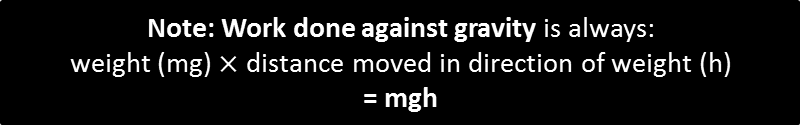 Note: Work done against gravity is always:
weight (mg) × distance moved in direction of weight (h)
= mgh